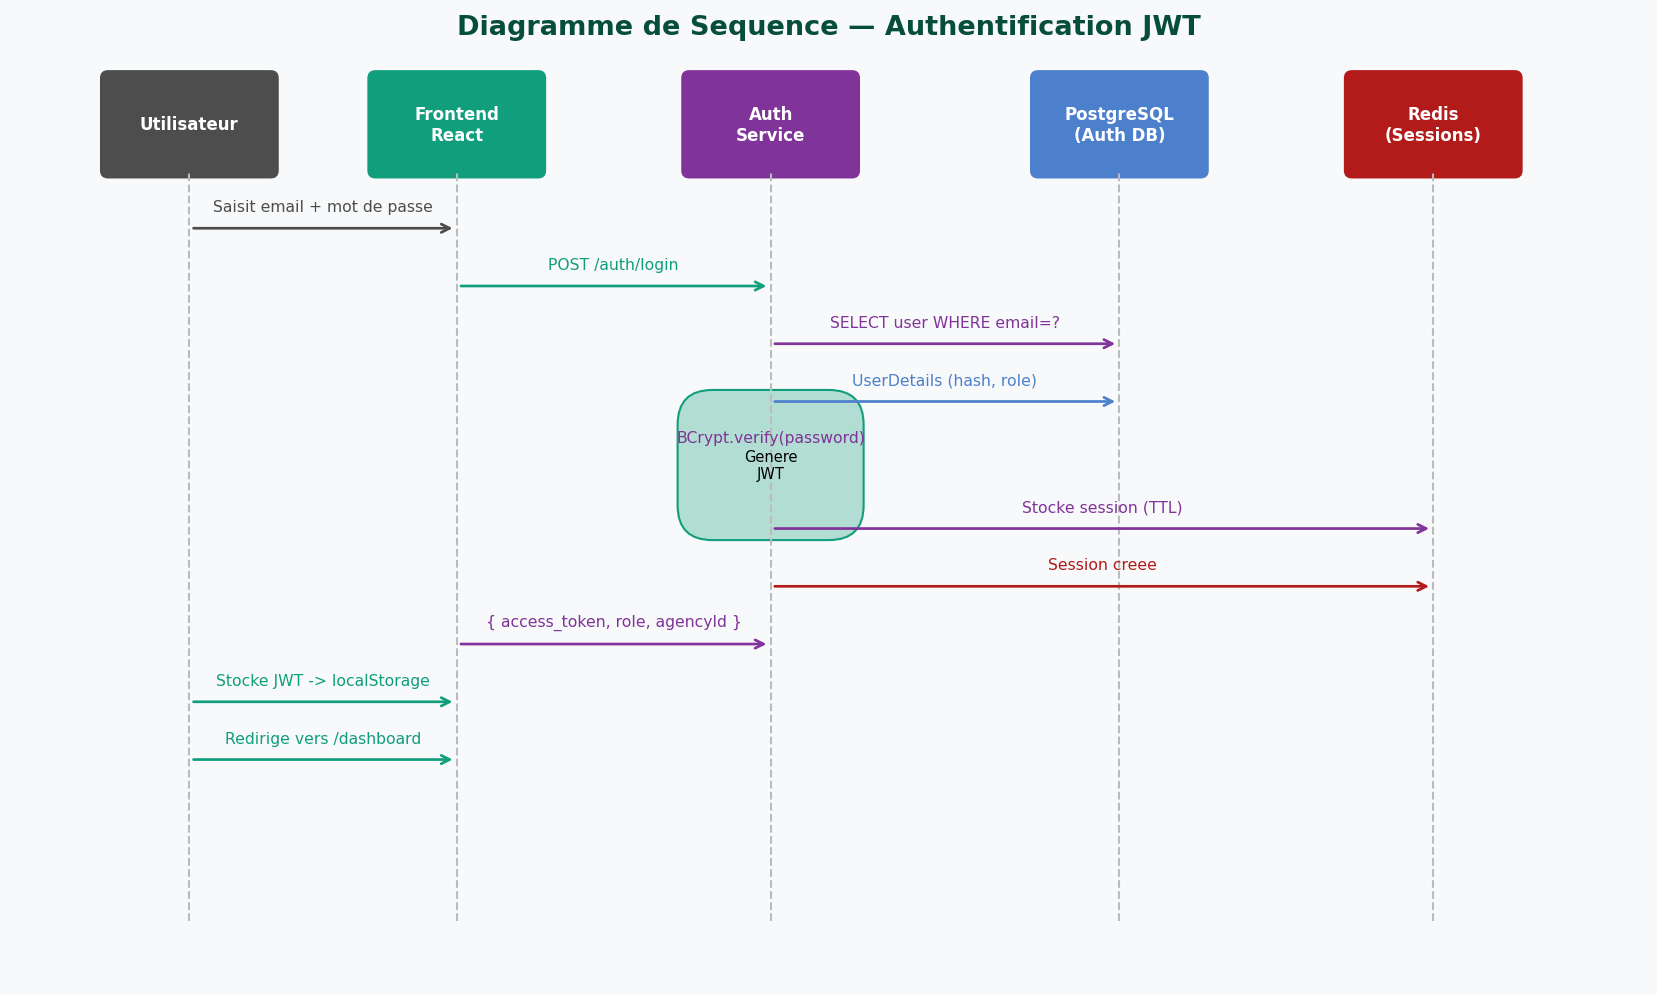 Diagramme de Sequence — Authentification JWT
Utilisateur
Frontend
React
Auth
Service
PostgreSQL
(Auth DB)
Redis
(Sessions)
Saisit email + mot de passe
POST /auth/login
SELECT user WHERE email=?
UserDetails (hash, role)
BCrypt.verify(password)
Genere
JWT
Stocke session (TTL)
Session creee
{ access_token, role, agencyId }
Stocke JWT -> localStorage
Redirige vers /dashboard